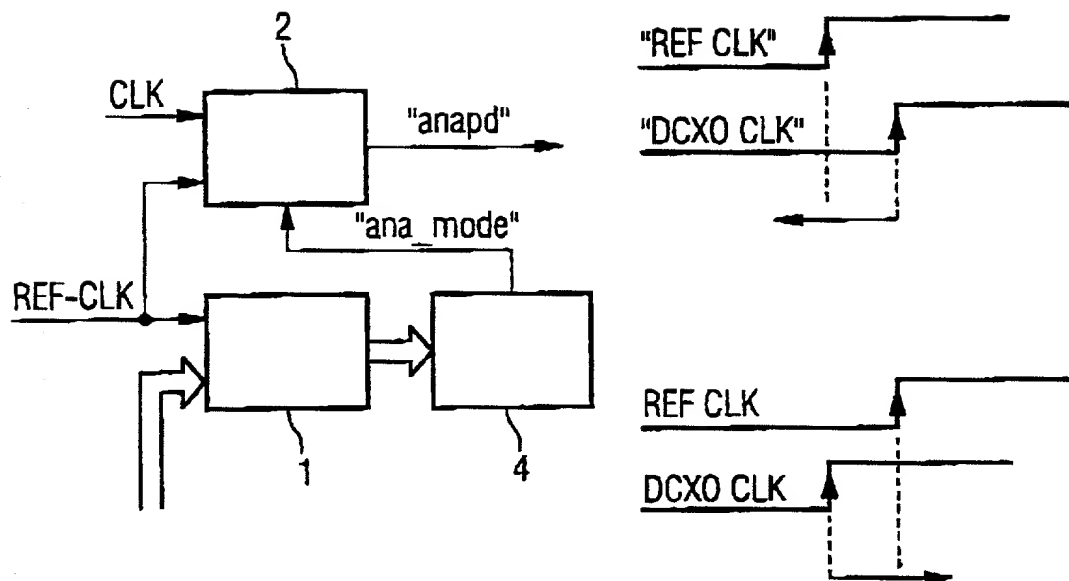 2
CLK
"anapd"
"ana_mode"
REF-CLK
1
4
"REF CLK"
"DCXO CLK"
REF CLK
DCXO CLK